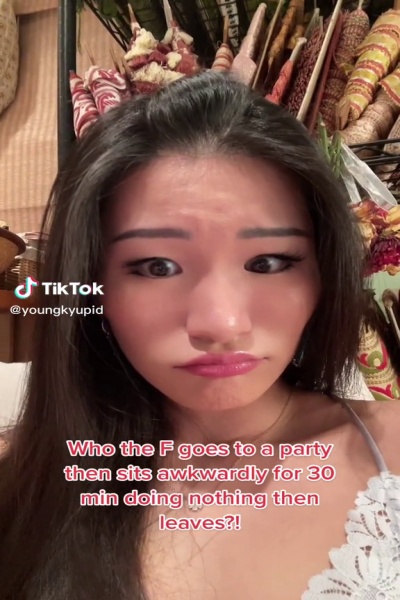 TikTok
@youngkyupid
Who the F goes to a party
then sits awkwardly for 30
min doing nothing then
leaves?!